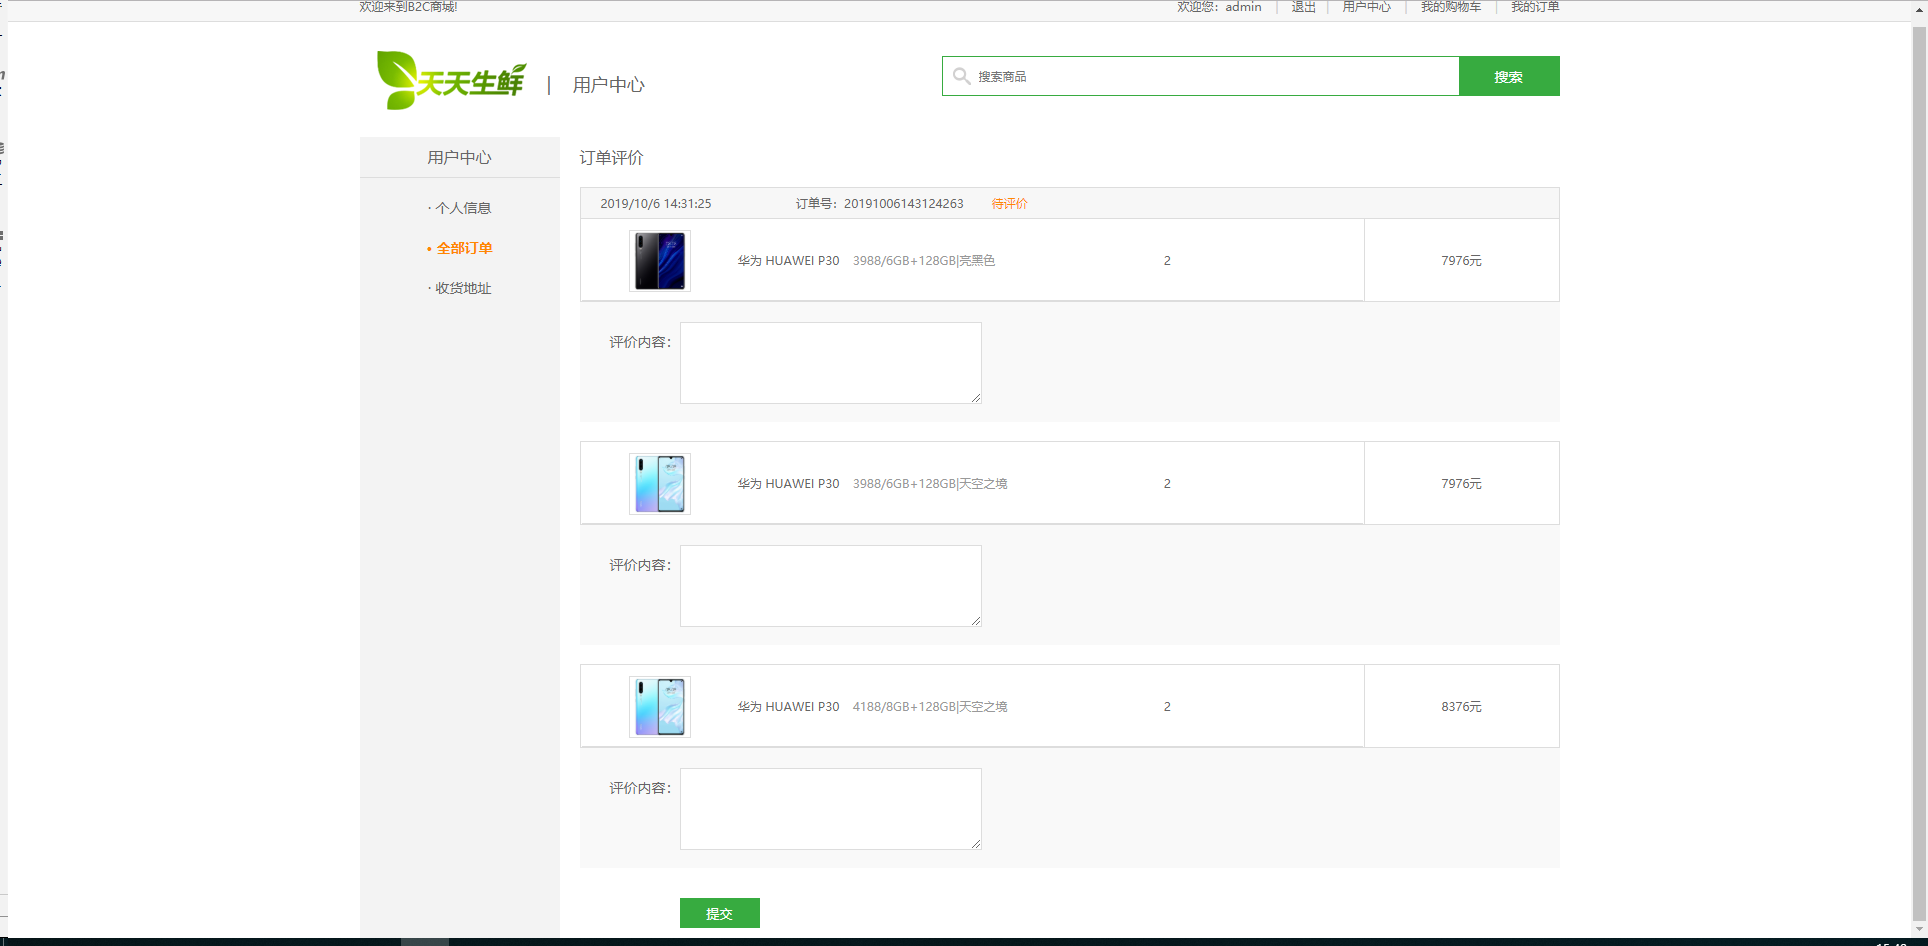 欢迎来到B2C商城!
欢迎您：admin | 退出 | 用户中心 | 我的购物车 | 我的订单
天天生鲜 | 用户中心
搜索商品 搜索
用户中心
· 个人信息
• 全部订单
· 收货地址
订单评价
2019/10/6 14:31:25 订单号：20191006143124263 待评价
华为 HUAWEI P30 3988/6GB+128GB|亮黑色 2 7976元
评价内容：
华为 HUAWEI P30 3988/6GB+128GB|天空之境 2 7976元
评价内容：
华为 HUAWEI P30 4188/8GB+128GB|天空之境 2 8376元
评价内容：
提交